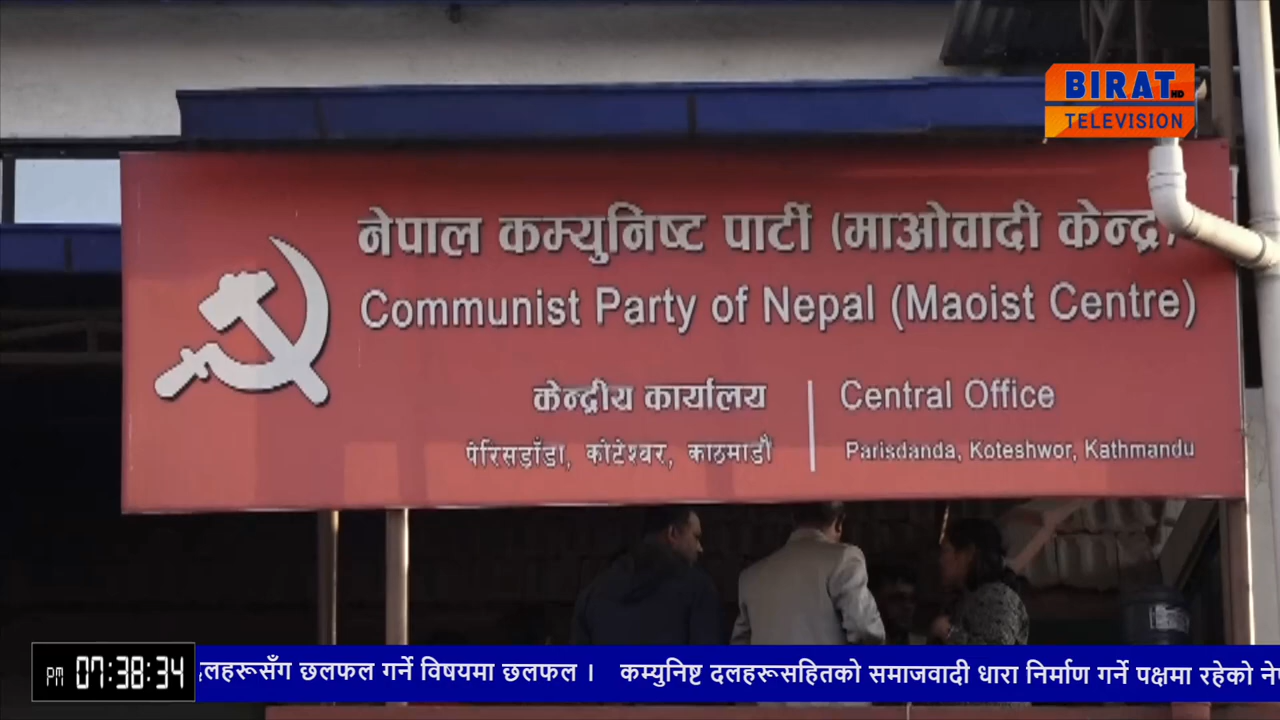 BIRAT HD
TELEVISION
नेपाल कम्युनिष्ट पार्टी (माओवादी केन्द्र)
Communist Party of Nepal (Maoist Centre)
केन्द्रीय कार्यालय
पेरिसडाँडा, कोटेश्वर, काठमाडौं
Central Office
Parisdanda, Koteshwor, Kathmandu
PM 07:38:34
दलहरूसँग छलफल गर्ने विषयमा छलफल । कम्युनिष्ट दलहरूसहितको समाजवादी धारा निर्माण गर्ने पक्षमा रहेको